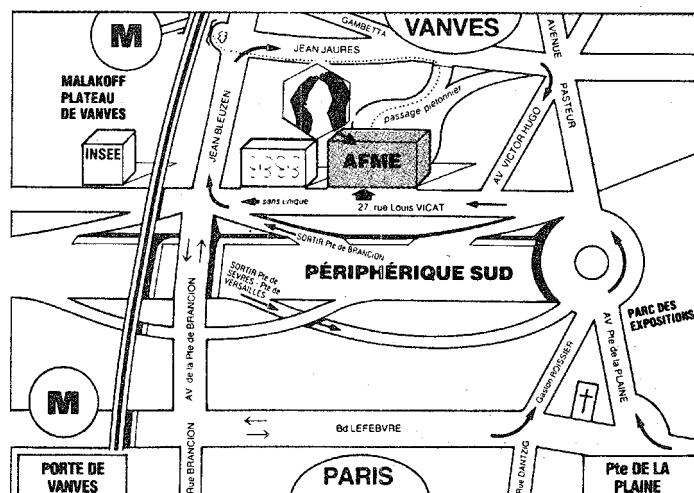 M
VANVES
GAMBETTA
JEAN JAURES
AVENUE
PASTEUR
MALAKOFF
PLATEAU
DE VANVES
JEAN BLEUZEN
passage piétonnier
AV VICTOR HUGO
INSEE
AFME
sens unique
27, rue Louis VICAT
SORTIR Pte de BRANCION
SORTIR Pte de
SÈVRES - Pte de
VERSAILLES
PÉRIPHÉRIQUE SUD
PARC DES
EXPOSITIONS
AV de la Pte de BRANCION
AV Pte de la PLAINE
Gaston BOISSIER
M
Bd LEFEBVRE
PORTE DE
VANVES
Rue BRANCION
PARIS
Rue DANTZIG
Pte DE LA
PLAINE